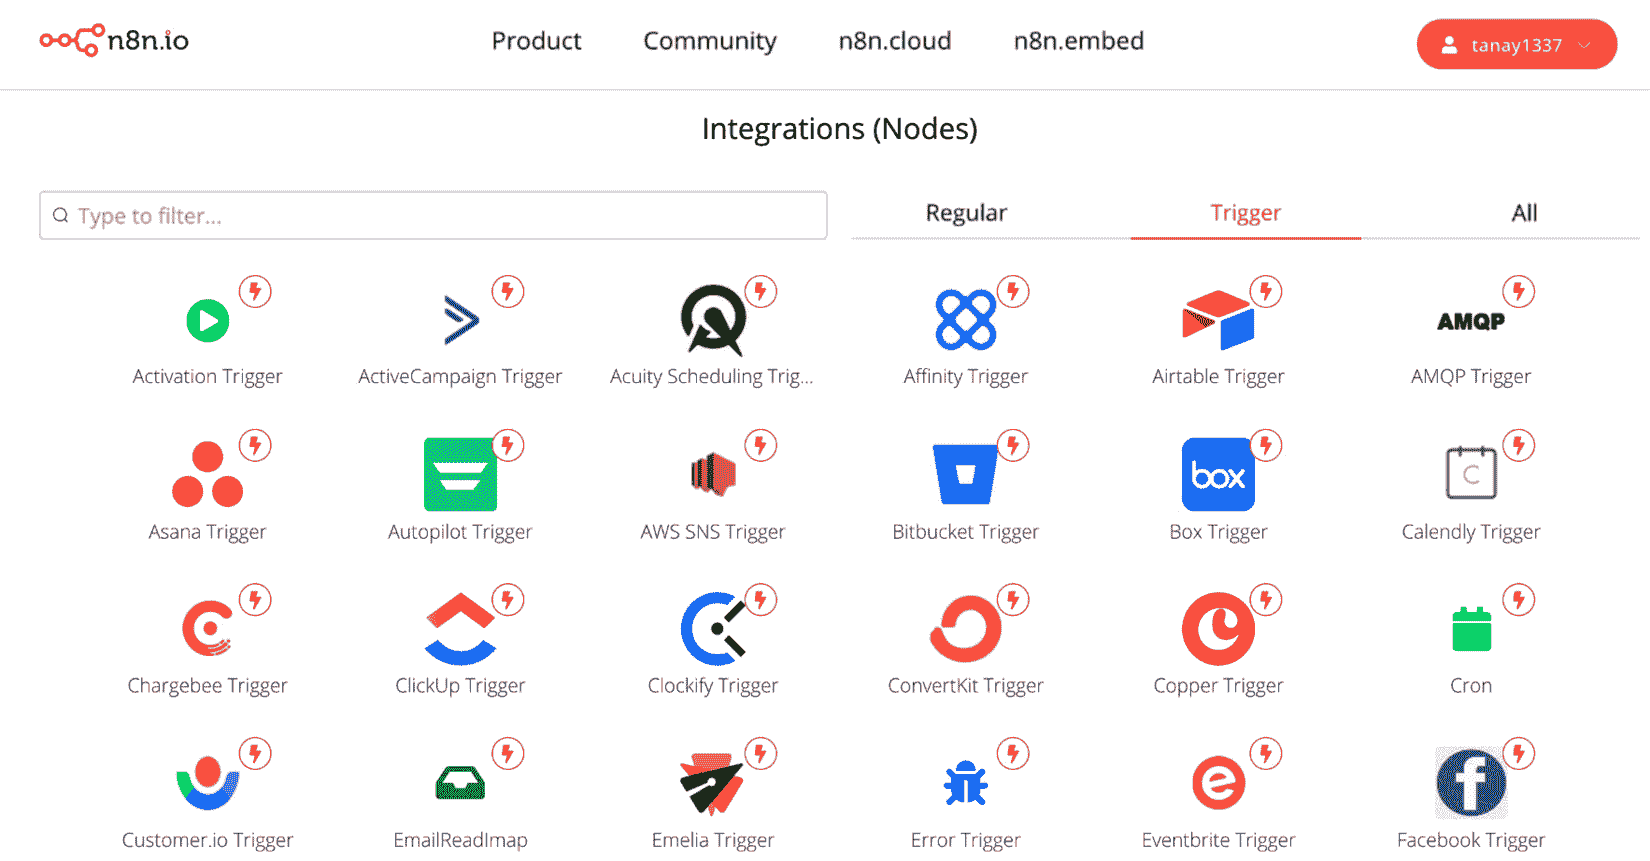 n8n.io Product Community n8n.cloud n8n.embed tanay1337
Integrations (Nodes)
Type to filter... Regular Trigger All
AMQP
Activation Trigger ActiveCampaign Trigger Acuity Scheduling Trig... Affinity Trigger Airtable Trigger AMQP Trigger
box C
Asana Trigger Autopilot Trigger AWS SNS Trigger Bitbucket Trigger Box Trigger Calendly Trigger
Chargebee Trigger ClickUp Trigger Clockify Trigger ConvertKit Trigger Copper Trigger Cron
e f
Customer.io Trigger EmailReadImap Emelia Trigger Error Trigger Eventbrite Trigger Facebook Trigger